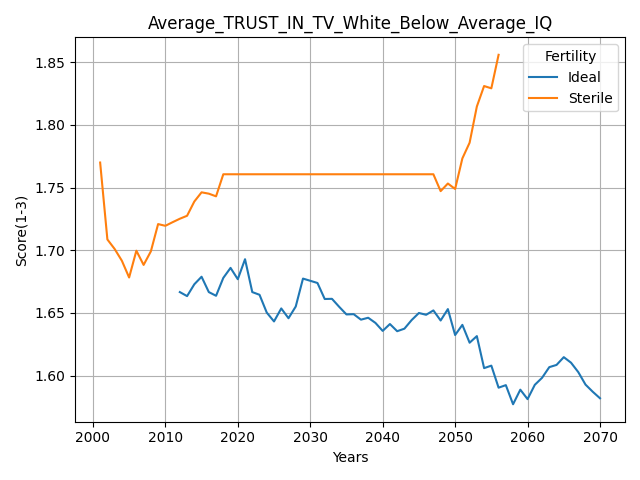 Average_TRUST_IN_TV_White_Below_Average_IQ
Fertility
Ideal
Sterile
Score(1-3)
1.85
1.80
1.75
1.70
1.65
1.60
2000 2010 2020 2030 2040 2050 2060 2070
Years